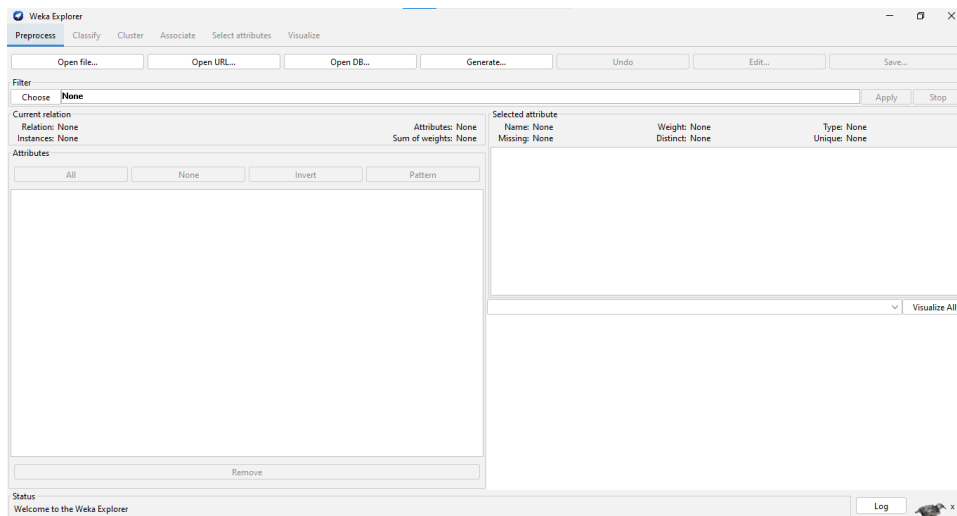 Weka Explorer
Preprocess Classify Cluster Associate Select attributes Visualize
Open file... Open URL... Open DB... Generate... Undo Edit... Save...
Filter
Choose None Apply Stop
Current relation
Relation: None Attributes: None
Instances: None Sum of weights: None
Selected attribute
Name: None Weight: None Type: None
Missing: None Distinct: None Unique: None
Attributes
All None Invert Pattern
Visualize All
Remove
Status
Welcome to the Weka Explorer
Log x